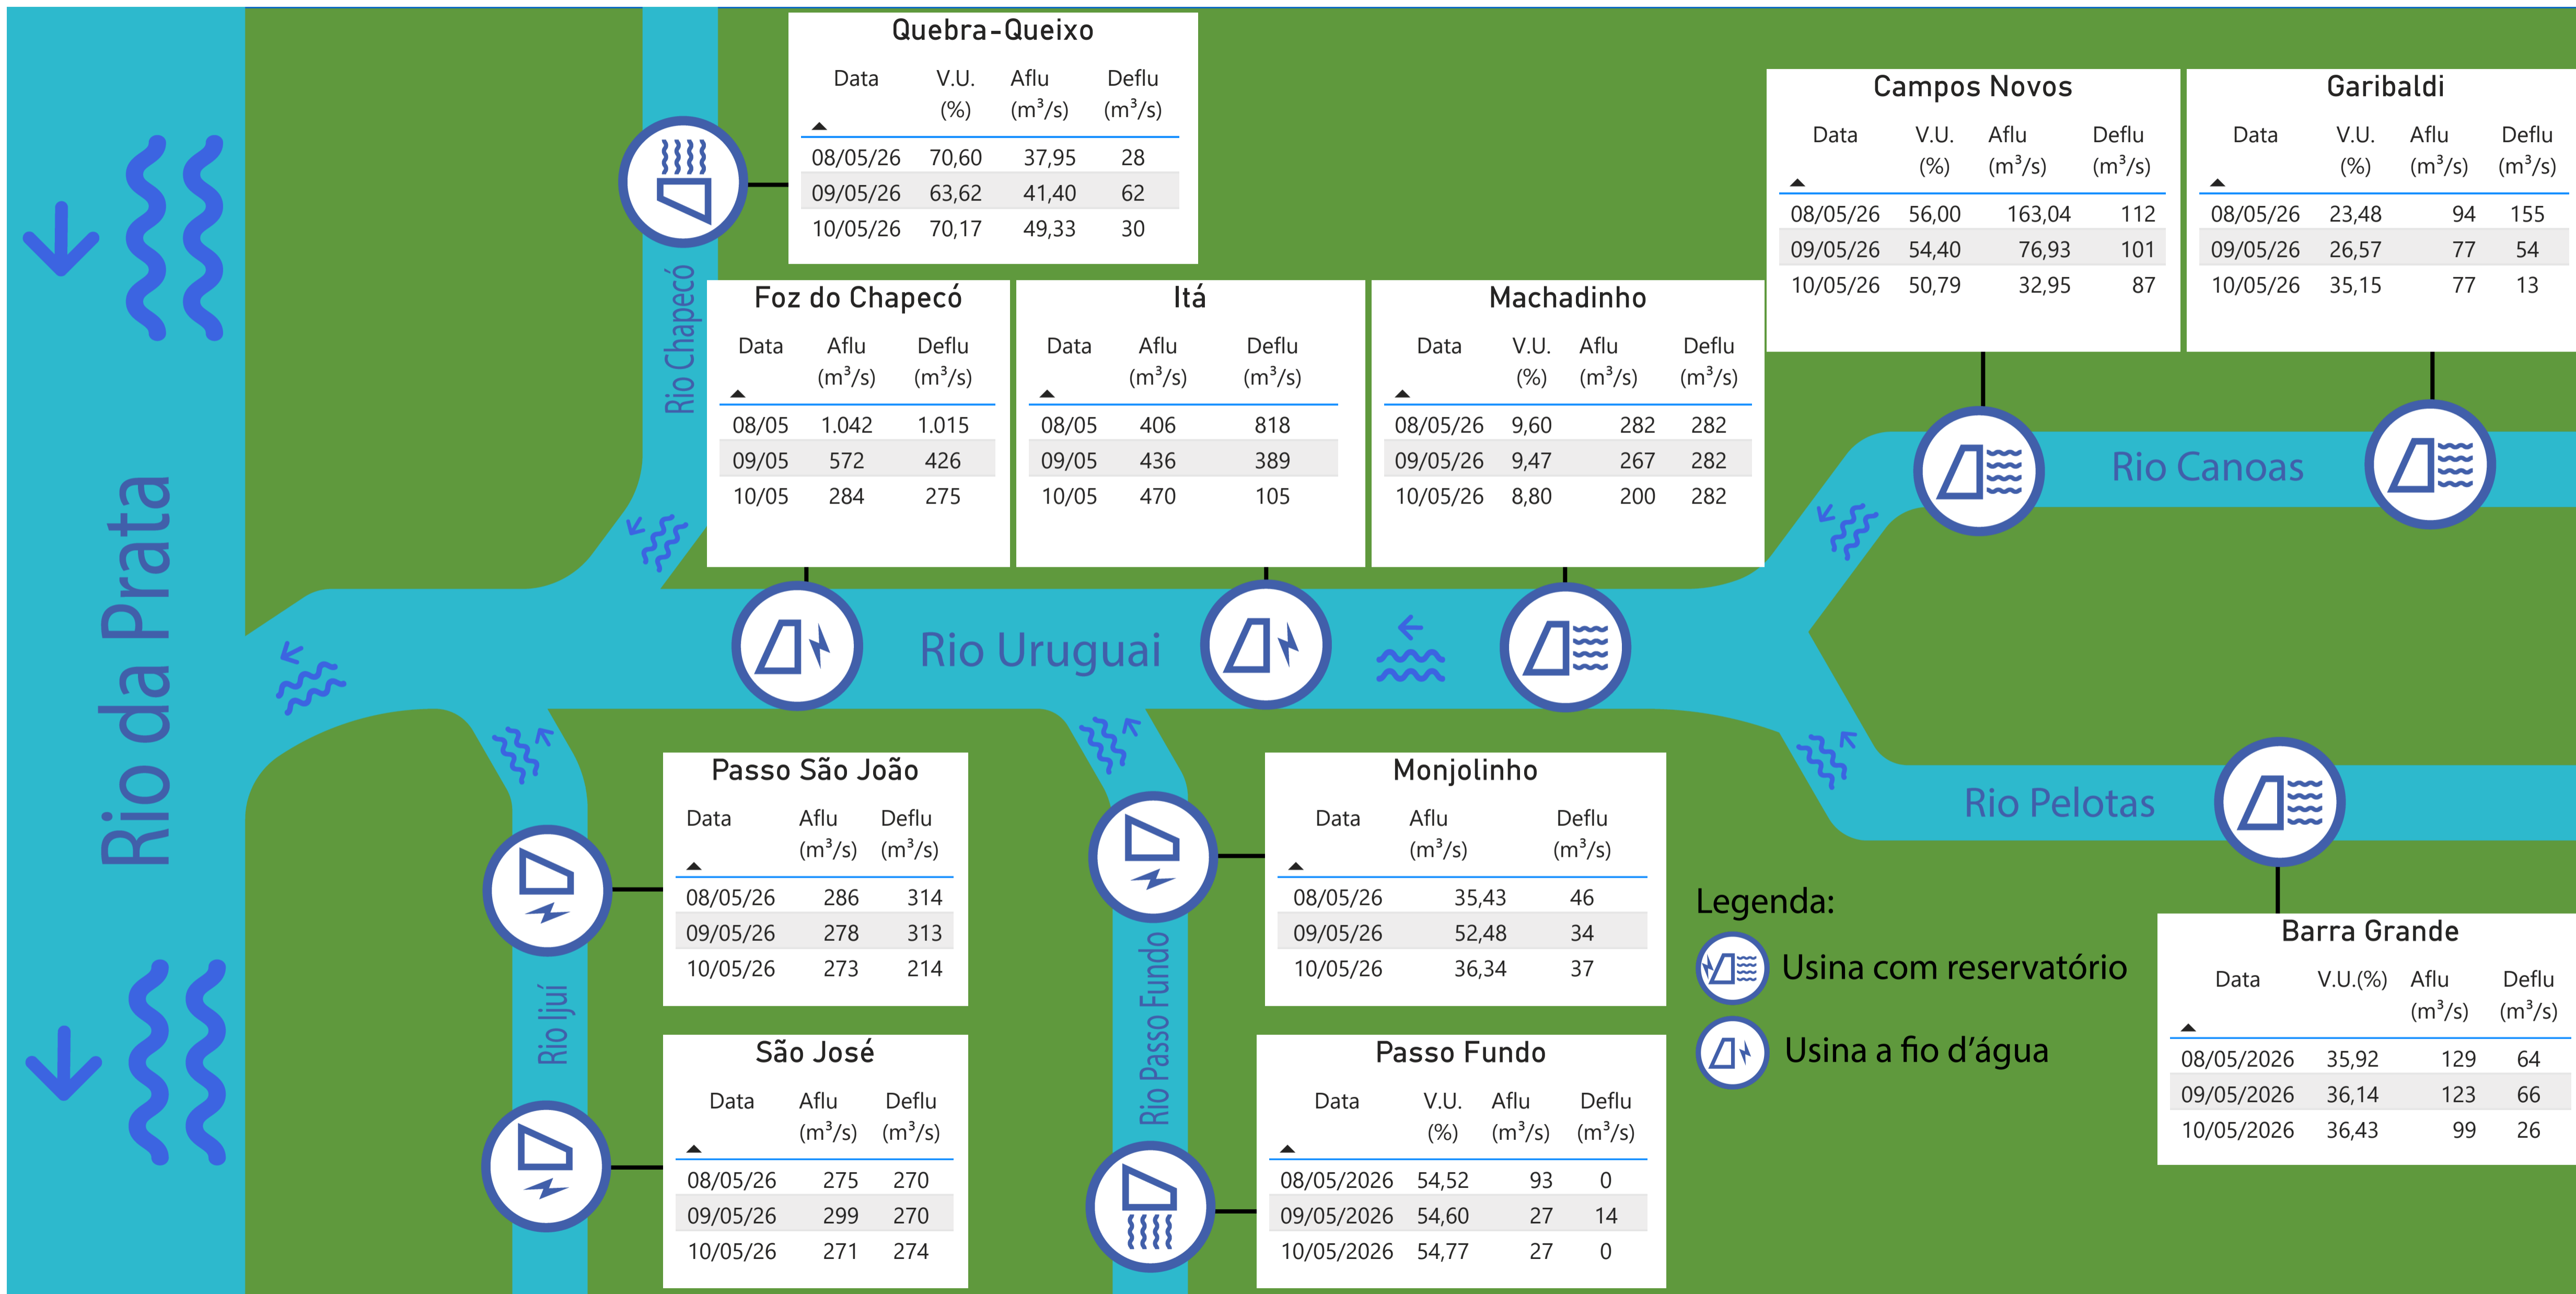 Quebra-Queixo
Data V.U. (%) Aflu (m³/s) Deflu (m³/s)
08/05/26 70,60 37,95 28
09/05/26 63,62 41,40 62
10/05/26 70,17 49,33 30
Campos Novos
Data V.U. (%) Aflu (m³/s) Deflu (m³/s)
08/05/26 56,00 163,04 112
09/05/26 54,40 76,93 101
10/05/26 50,79 32,95 87
Garibaldi
Data V.U. (%) Aflu (m³/s) Deflu (m³/s)
08/05/26 23,48 94 155
09/05/26 26,57 77 54
10/05/26 35,15 77 13
Rio Chapecó
Foz do Chapecó
Data Aflu (m³/s) Deflu (m³/s)
08/05 1.042 1.015
09/05 572 426
10/05 284 275
Itá
Data Aflu (m³/s) Deflu (m³/s)
08/05 406 818
09/05 436 389
10/05 470 105
Machadinho
Data V.U. (%) Aflu (m³/s) Deflu (m³/s)
08/05/26 9,60 282 282
09/05/26 9,47 267 282
10/05/26 8,80 200 282
Rio Canoas
Rio da Prata
Rio Uruguai
Rio Pelotas
Passo São João
Data Aflu (m³/s) Deflu (m³/s)
08/05/26 286 314
09/05/26 278 313
10/05/26 273 214
Monjolinho
Data Aflu (m³/s) Deflu (m³/s)
08/05/26 35,43 46
09/05/26 52,48 34
10/05/26 36,34 37
Legenda:
Usina com reservatório
Usina a fio d’água
Barra Grande
Data V.U.(%) Aflu (m³/s) Deflu (m³/s)
08/05/2026 35,92 129 64
09/05/2026 36,14 123 66
10/05/2026 36,43 99 26
Rio Ijuí
São José
Data Aflu (m³/s) Deflu (m³/s)
08/05/26 275 270
09/05/26 299 270
10/05/26 271 274
Rio Passo Fundo
Passo Fundo
Data V.U. (%) Aflu (m³/s) Deflu (m³/s)
08/05/2026 54,52 93 0
09/05/2026 54,60 27 14
10/05/2026 54,77 27 0